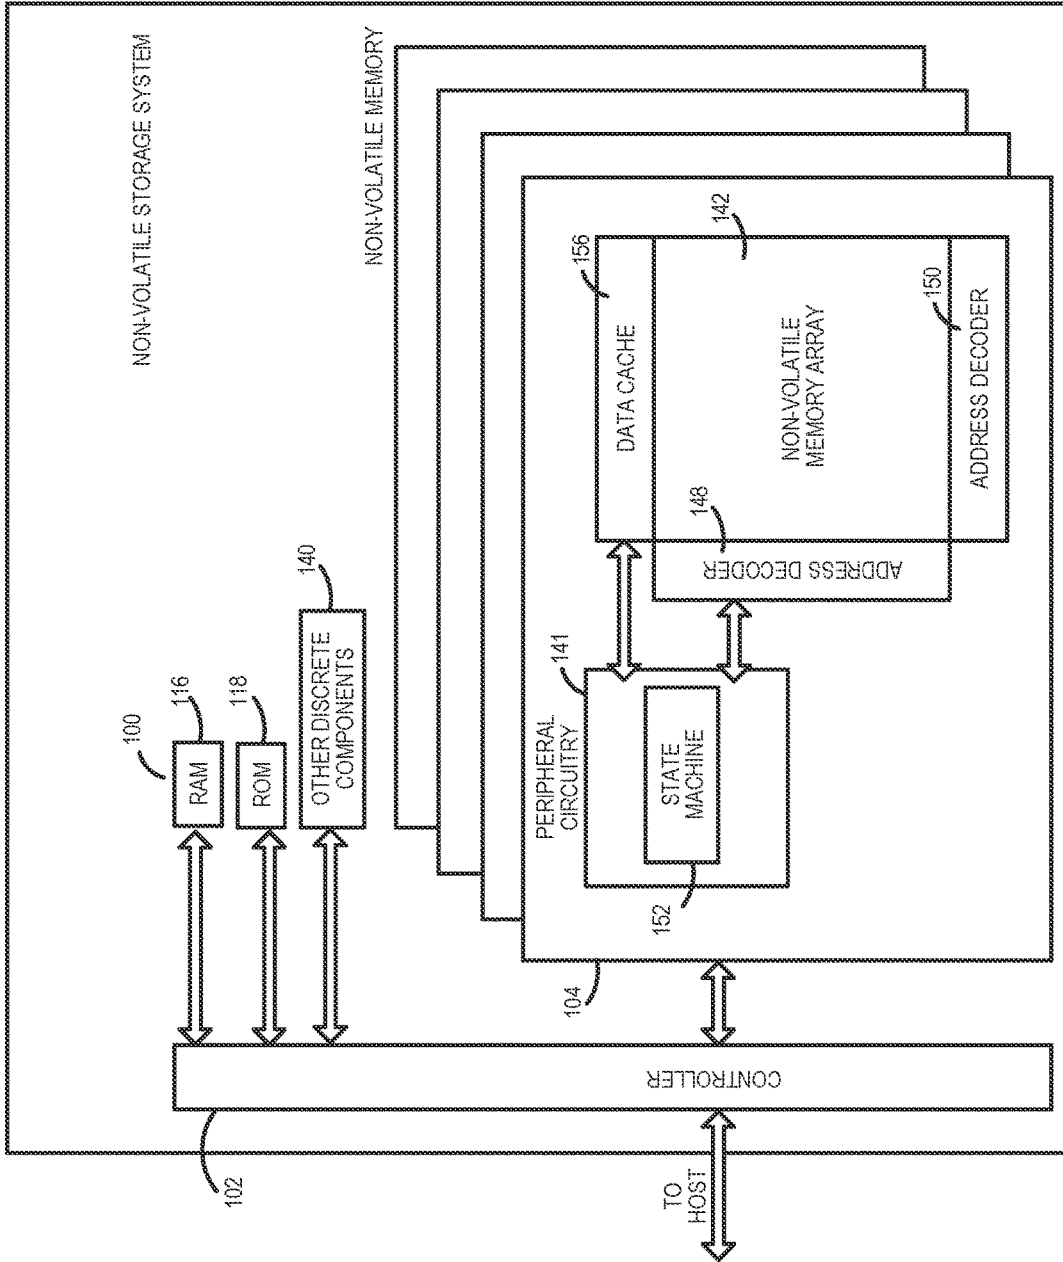 NON-VOLATILE STORAGE SYSTEM
100
RAM
116
ROM
118
OTHER DISCRETE
COMPONENTS
140
NON-VOLATILE MEMORY
102
CONTROLLER
TO
HOST
104
PERIPHERAL
CIRCUITRY
141
STATE
MACHINE
152
DATA CACHE
156
ADDRESS DECODER
148
NON-VOLATILE
MEMORY ARRAY
142
ADDRESS DECODER
150